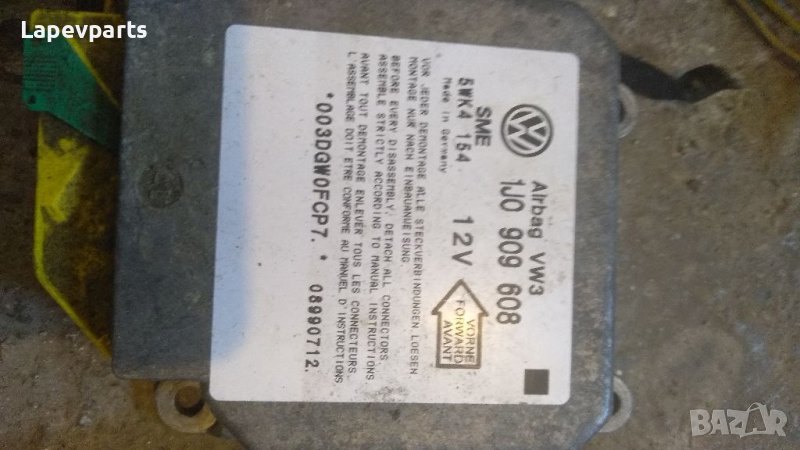 Lapevparts
Airbag VW3
1J0 909 608
SME
5WK4 154 12V
Made in Germany
VORNE
FORWARD
AVANT
VOR JEDER DEMONTAGE ALLE STECKVERBINDUNGEN LOESEN
MONTAGE NUR NACH EINBAUANWEISUNG.
BEFORE EVERY DISASSEMBLY. DETACH ALL CONNECTORS
ASSEMBLE STRICTLY ACCORDING TO MANUAL INSTRUCTIONS
AVANT TOUT DEMONTAGE ENLEVER TOUS LES CONNECTEURS.
L'ASSEMBLAGE DOIT ETRE CONFORME AU MANUEL D'INSTRUCTIONS
*003DGW0FCP7. * 08990712.
BAZAR